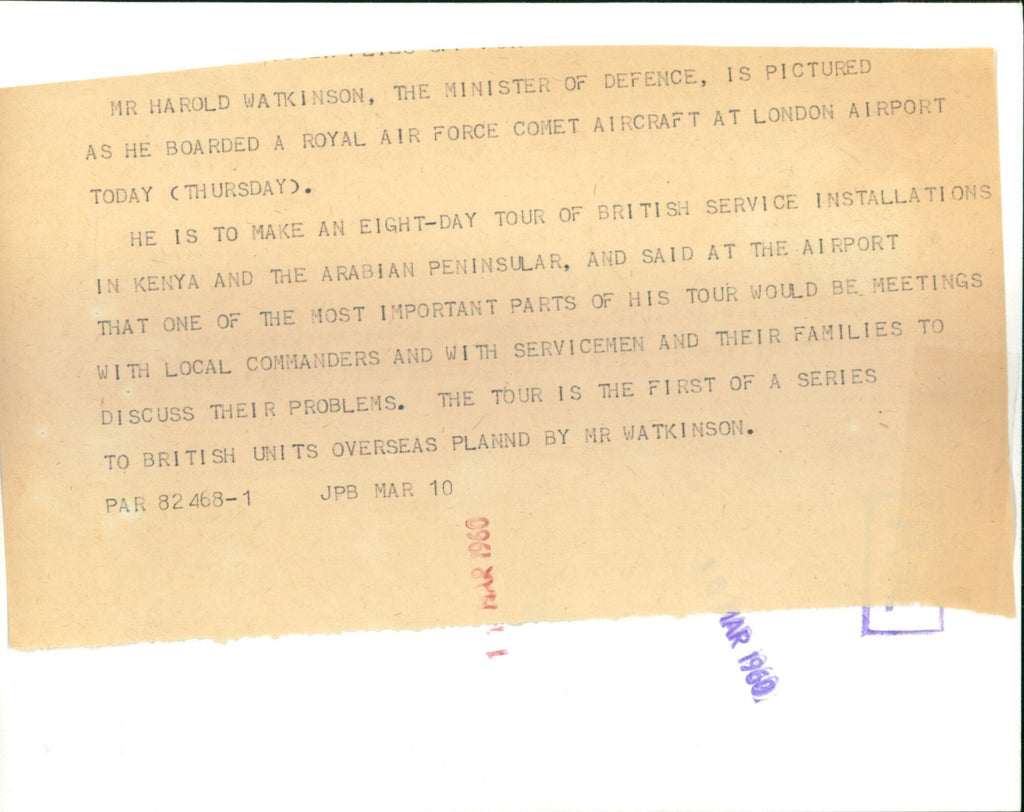 MR HAROLD WATKINSON, THE MINISTER OF DEFENCE, IS PICTURED
AS HE BOARDED A ROYAL AIR FORCE COMET AIRCRAFT AT LONDON AIRPORT
TODAY (THURSDAY).
HE IS TO MAKE AN EIGHT-DAY TOUR OF BRITISH SERVICE INSTALLATIONS
IN KENYA AND THE ARABIAN PENINSULAR, AND SAID AT THE AIRPORT
THAT ONE OF THE MOST IMPORTANT PARTS OF HIS TOUR WOULD BE MEETINGS
WITH LOCAL COMMANDERS AND WITH SERVICEMEN AND THEIR FAMILIES TO
DISCUSS THEIR PROBLEMS. THE TOUR IS THE FIRST OF A SERIES
TO BRITISH UNITS OVERSEAS PLANND BY MR WATKINSON.
PAR 82468-1 JPB MAR 10
MAR 1960
MAR 1960